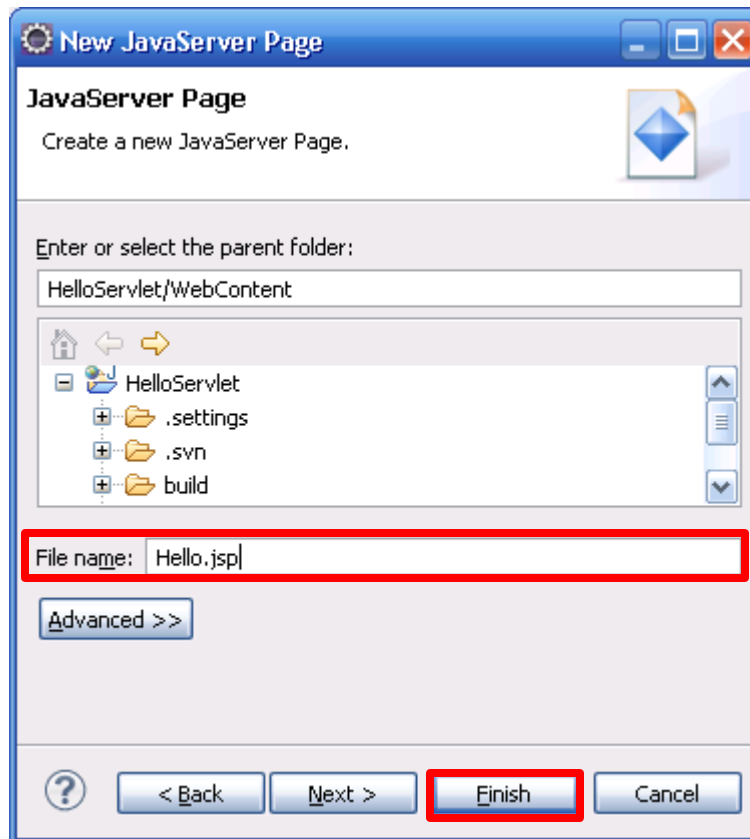 New JavaServer Page
JavaServer Page
Create a new JavaServer Page.
Enter or select the parent folder:
HelloServlet/WebContent
HelloServlet
.settings
.svn
build
File name: Hello.jsp
Advanced >>
? < Back Next > Finish Cancel